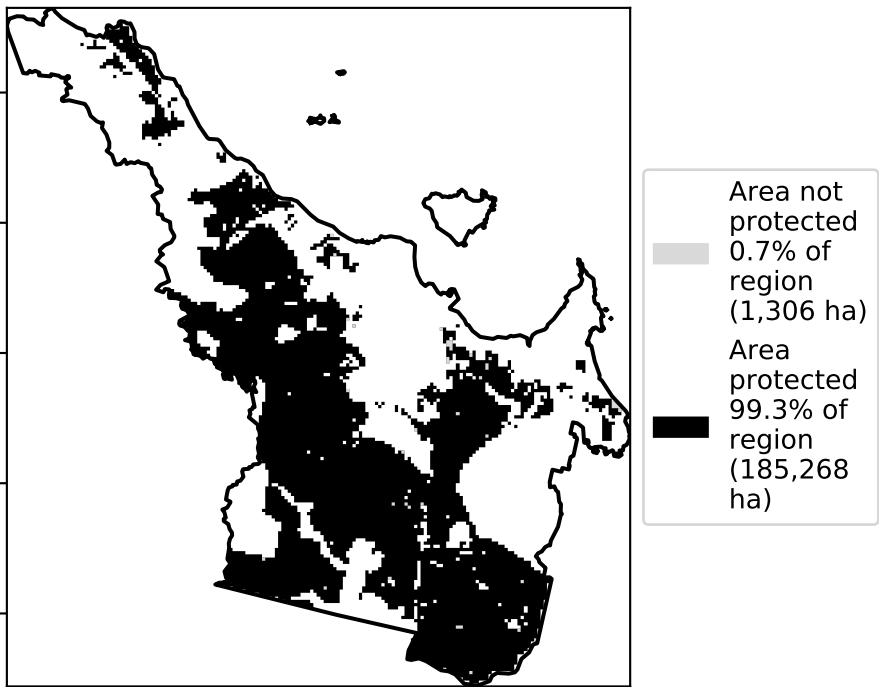 Area not
protected
0.7% of
region
(1,306 ha)
Area
protected
99.3% of
region
(185,268
ha)